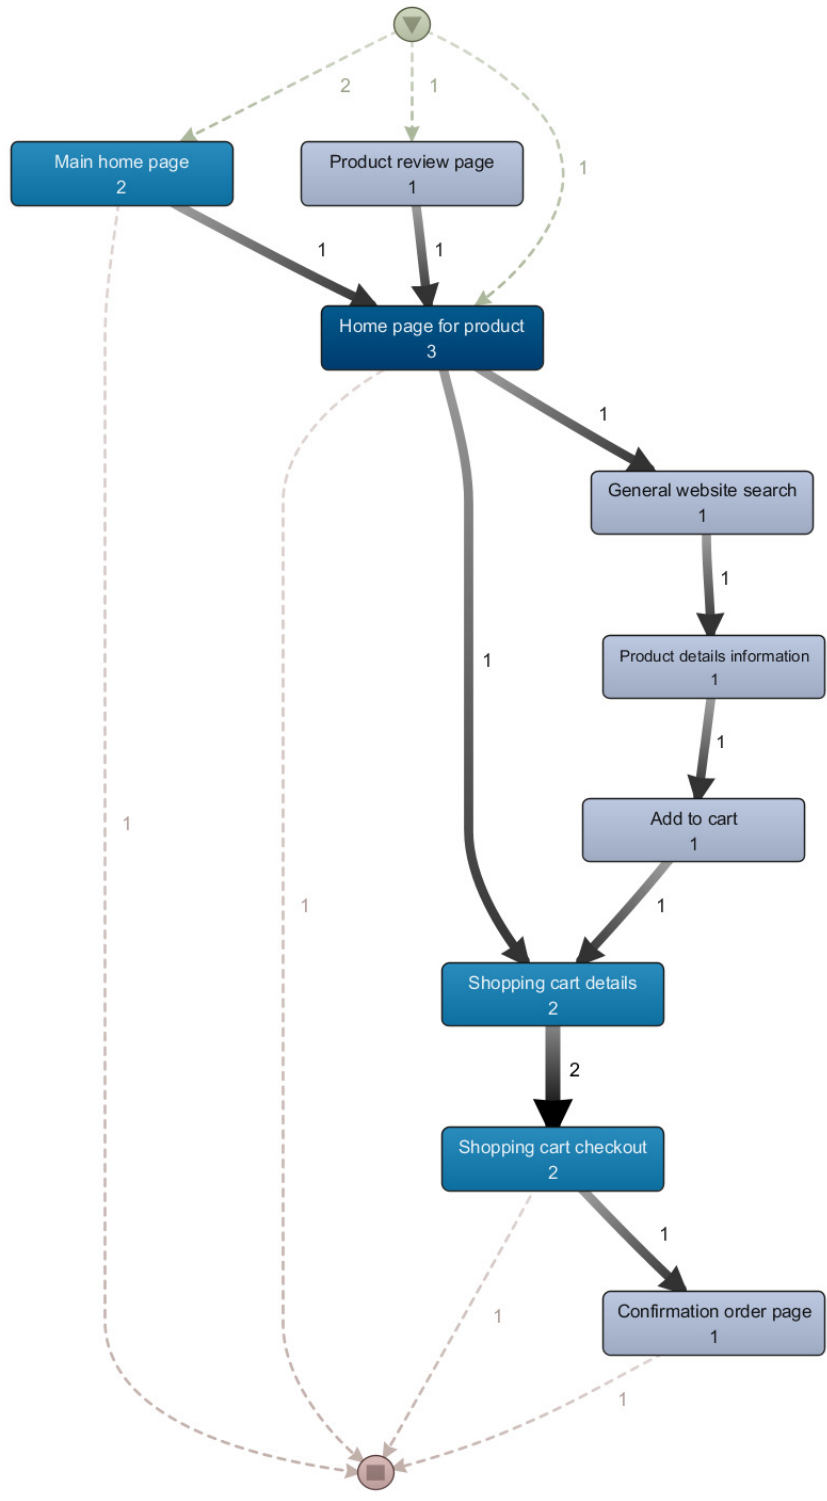 2
1
1
Main home page
2
Product review page
1
1
1
Home page for product
3
1
General website search
1
1
1
Product details information
1
1
Add to cart
1
1
1
1
Shopping cart details
2
2
Shopping cart checkout
2
1
1
Confirmation order page
1
1